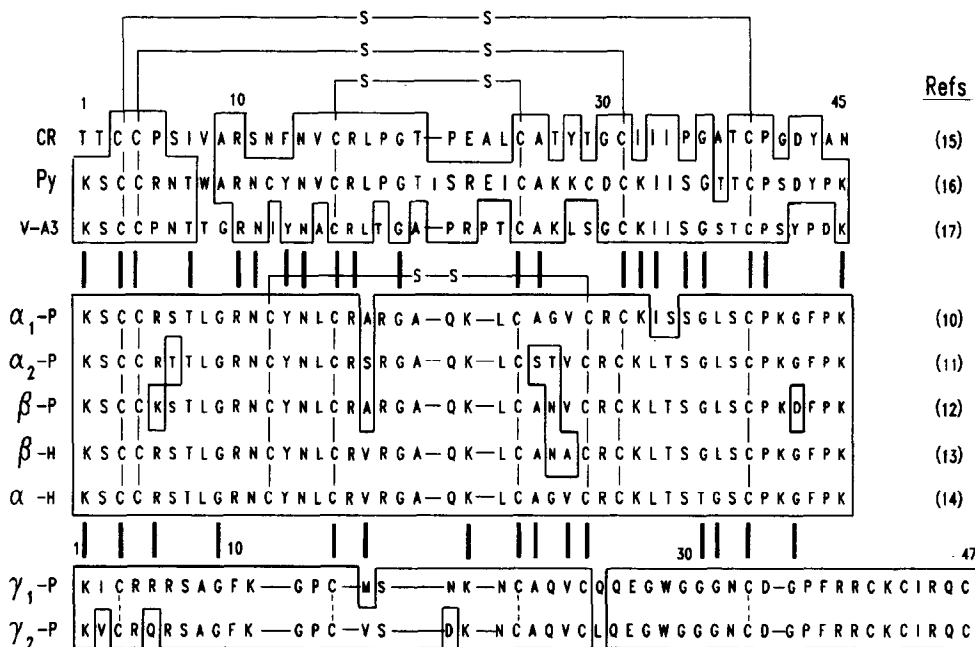 S S
S S
S S
1 10 30 45 Refs
CR T T C C P S I V A R S N F N V C R L P G T — P E A L C A T Y T G C I I I P G A T C P G D Y A N (15)
Py K S C C R N T W A R N C Y N V C R L P G T I S R E I C A K K C D C K I I S G T T C P S D Y P K (16)
V-A3 K S C C P N T T G R N I Y N A C R L T G A — P R P T C A K L S G C K I I S G S T C P S Y P D K (17)
S — S
α1-P K S C C R S T L G R N C Y N L C R A R G A — Q K — L C A G V C R C K I S S G L S C P K G F P K (10)
α2-P K S C C R T T L G R N C Y N L C R S R G A — Q K — L C S T V C R C K L T S G L S C P K G F P K (11)
β-P K S C C K S T L G R N C Y N L C R A R G A — Q K — L C A N V C R C K L T S G L S C P K D F P K (12)
β-H K S C C R S T L G R N C Y N L C R V R G A — Q K — L C A N A C R C K L T S G L S C P K G F P K (13)
α-H K S C C R S T L G R N C Y N L C R V R G A — Q K — L C A G V C R C K L T S T G S C P K G F P K (14)
1 10 30 47
γ1-P K I C R R R S A G F K — G P C — M S — N K — N C A Q V C Q Q E G W G G G N C D — G P F R R C K C I R Q C
γ2-P K V C R Q R S A G F K — G P C — V S — D K — N C A Q V C L Q E G W G G G N C D — G P F R R C K C I R Q C